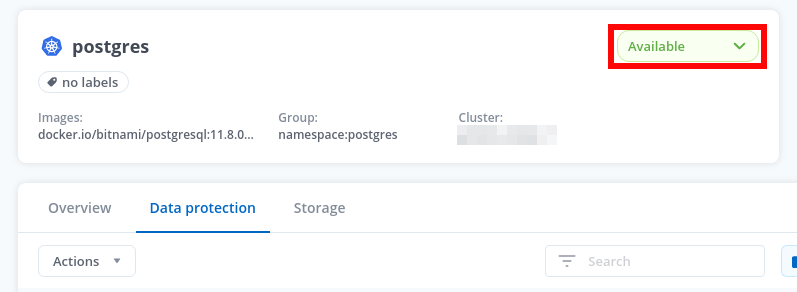 postgres
Available
no labels
Images:
docker.io/bitnami/postgresql:11.8.0...
Group:
namespace:postgres
Cluster:
Overview
Data protection
Storage
Actions
Search